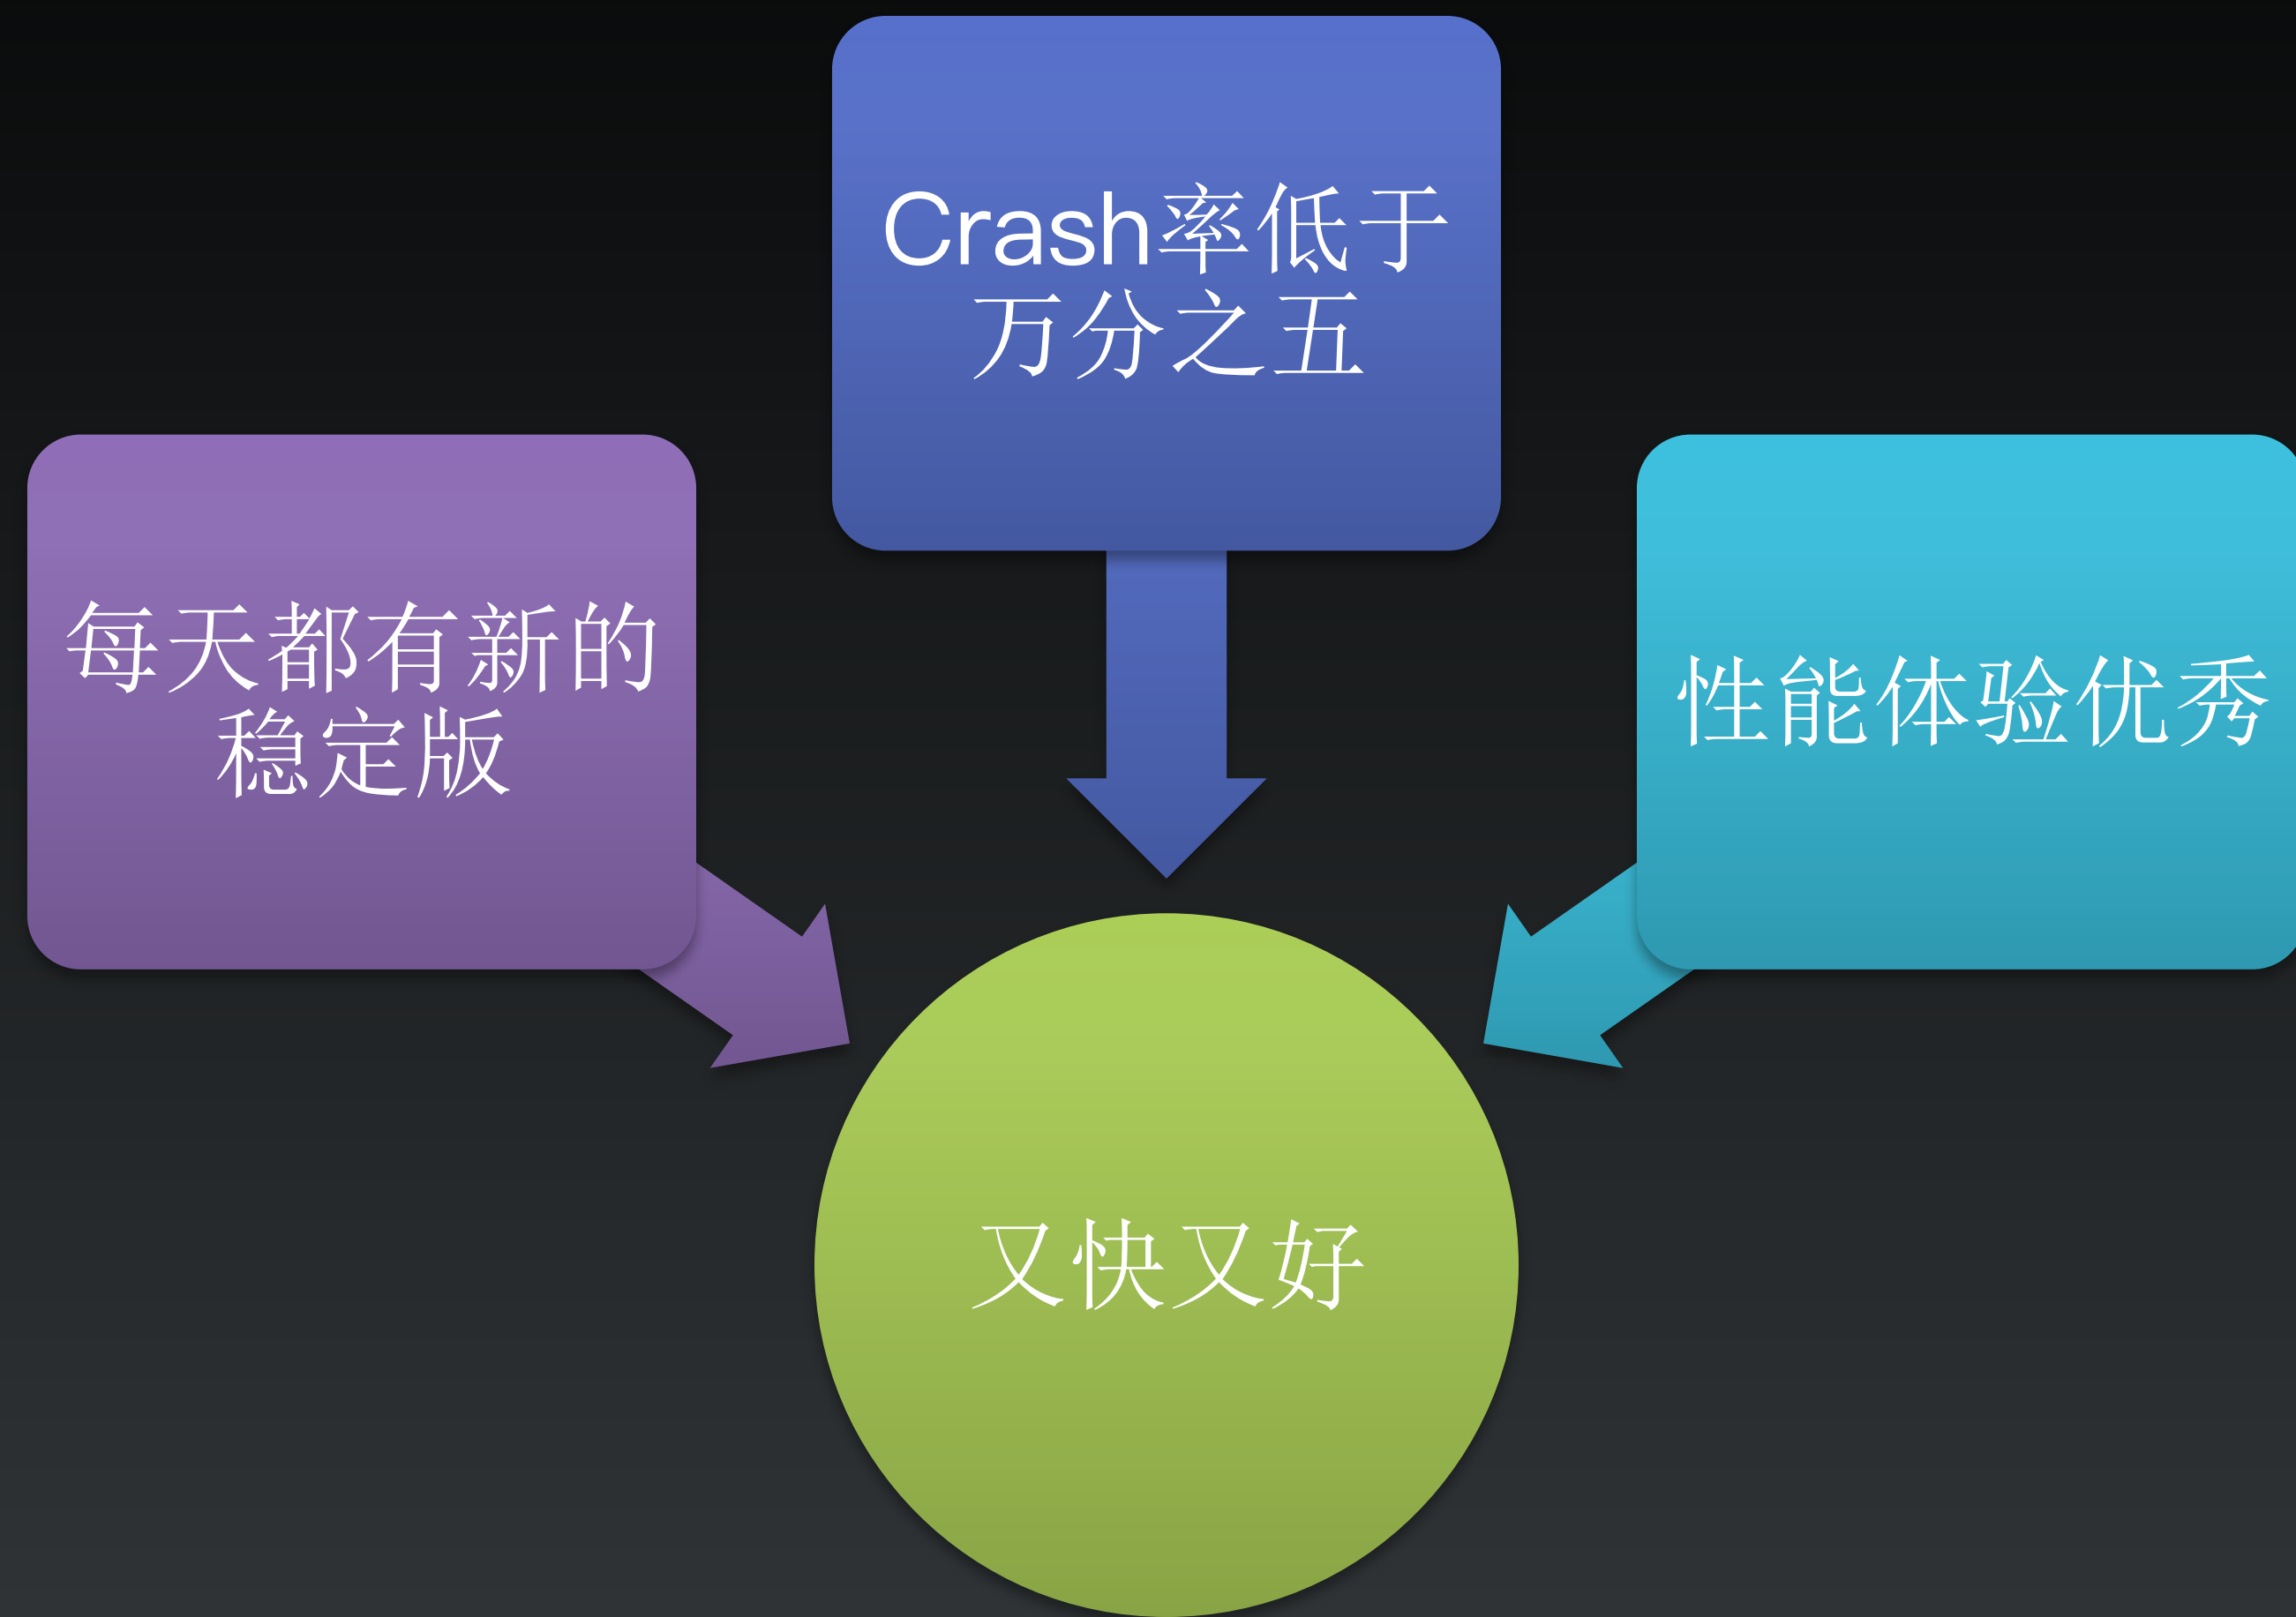 Crash率低于
万分之五
每天都有新的
稳定版
性能体验优秀
又快又好